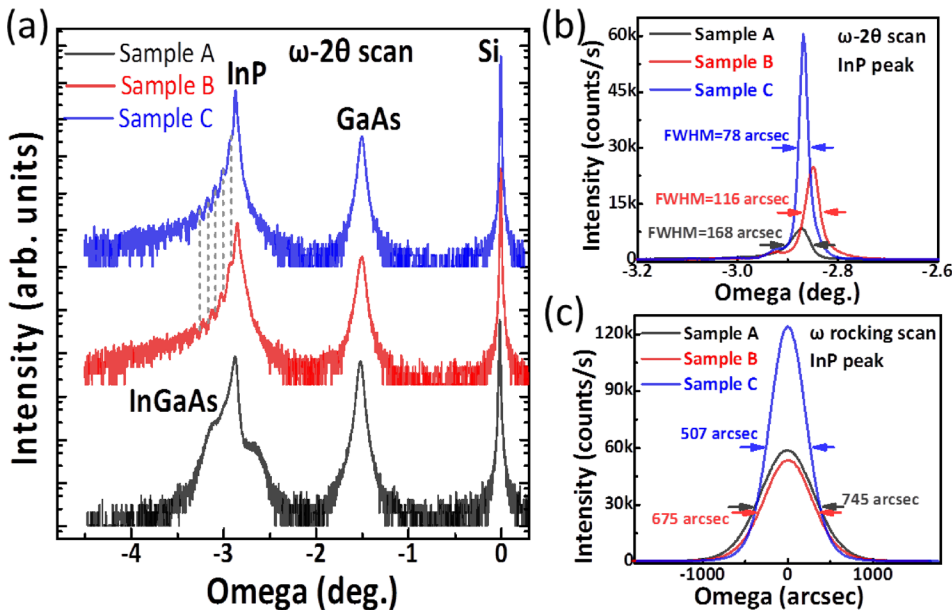 (a)
Sample A
Sample B
Sample C
InP
ω-2θ scan
Si
GaAs
InGaAs
Intensity (arb. units)
-4
-3
-2
-1
0
Omega (deg.)
(b)
Sample A
Sample B
Sample C
ω-2θ scan
InP peak
FWHM=78 arcsec
FWHM=116 arcsec
FWHM=168 arcsec
Intensity (counts/s)
60k
45k
30k
15k
0
-3.2
-3.0
-2.8
-2.6
Omega (deg.)
(c)
Sample A
Sample B
Sample C
ω rocking scan
InP peak
507 arcsec
745 arcsec
675 arcsec
Intensity (counts/s)
120k
90k
60k
30k
0
-1000
0
1000
Omega (arcsec)